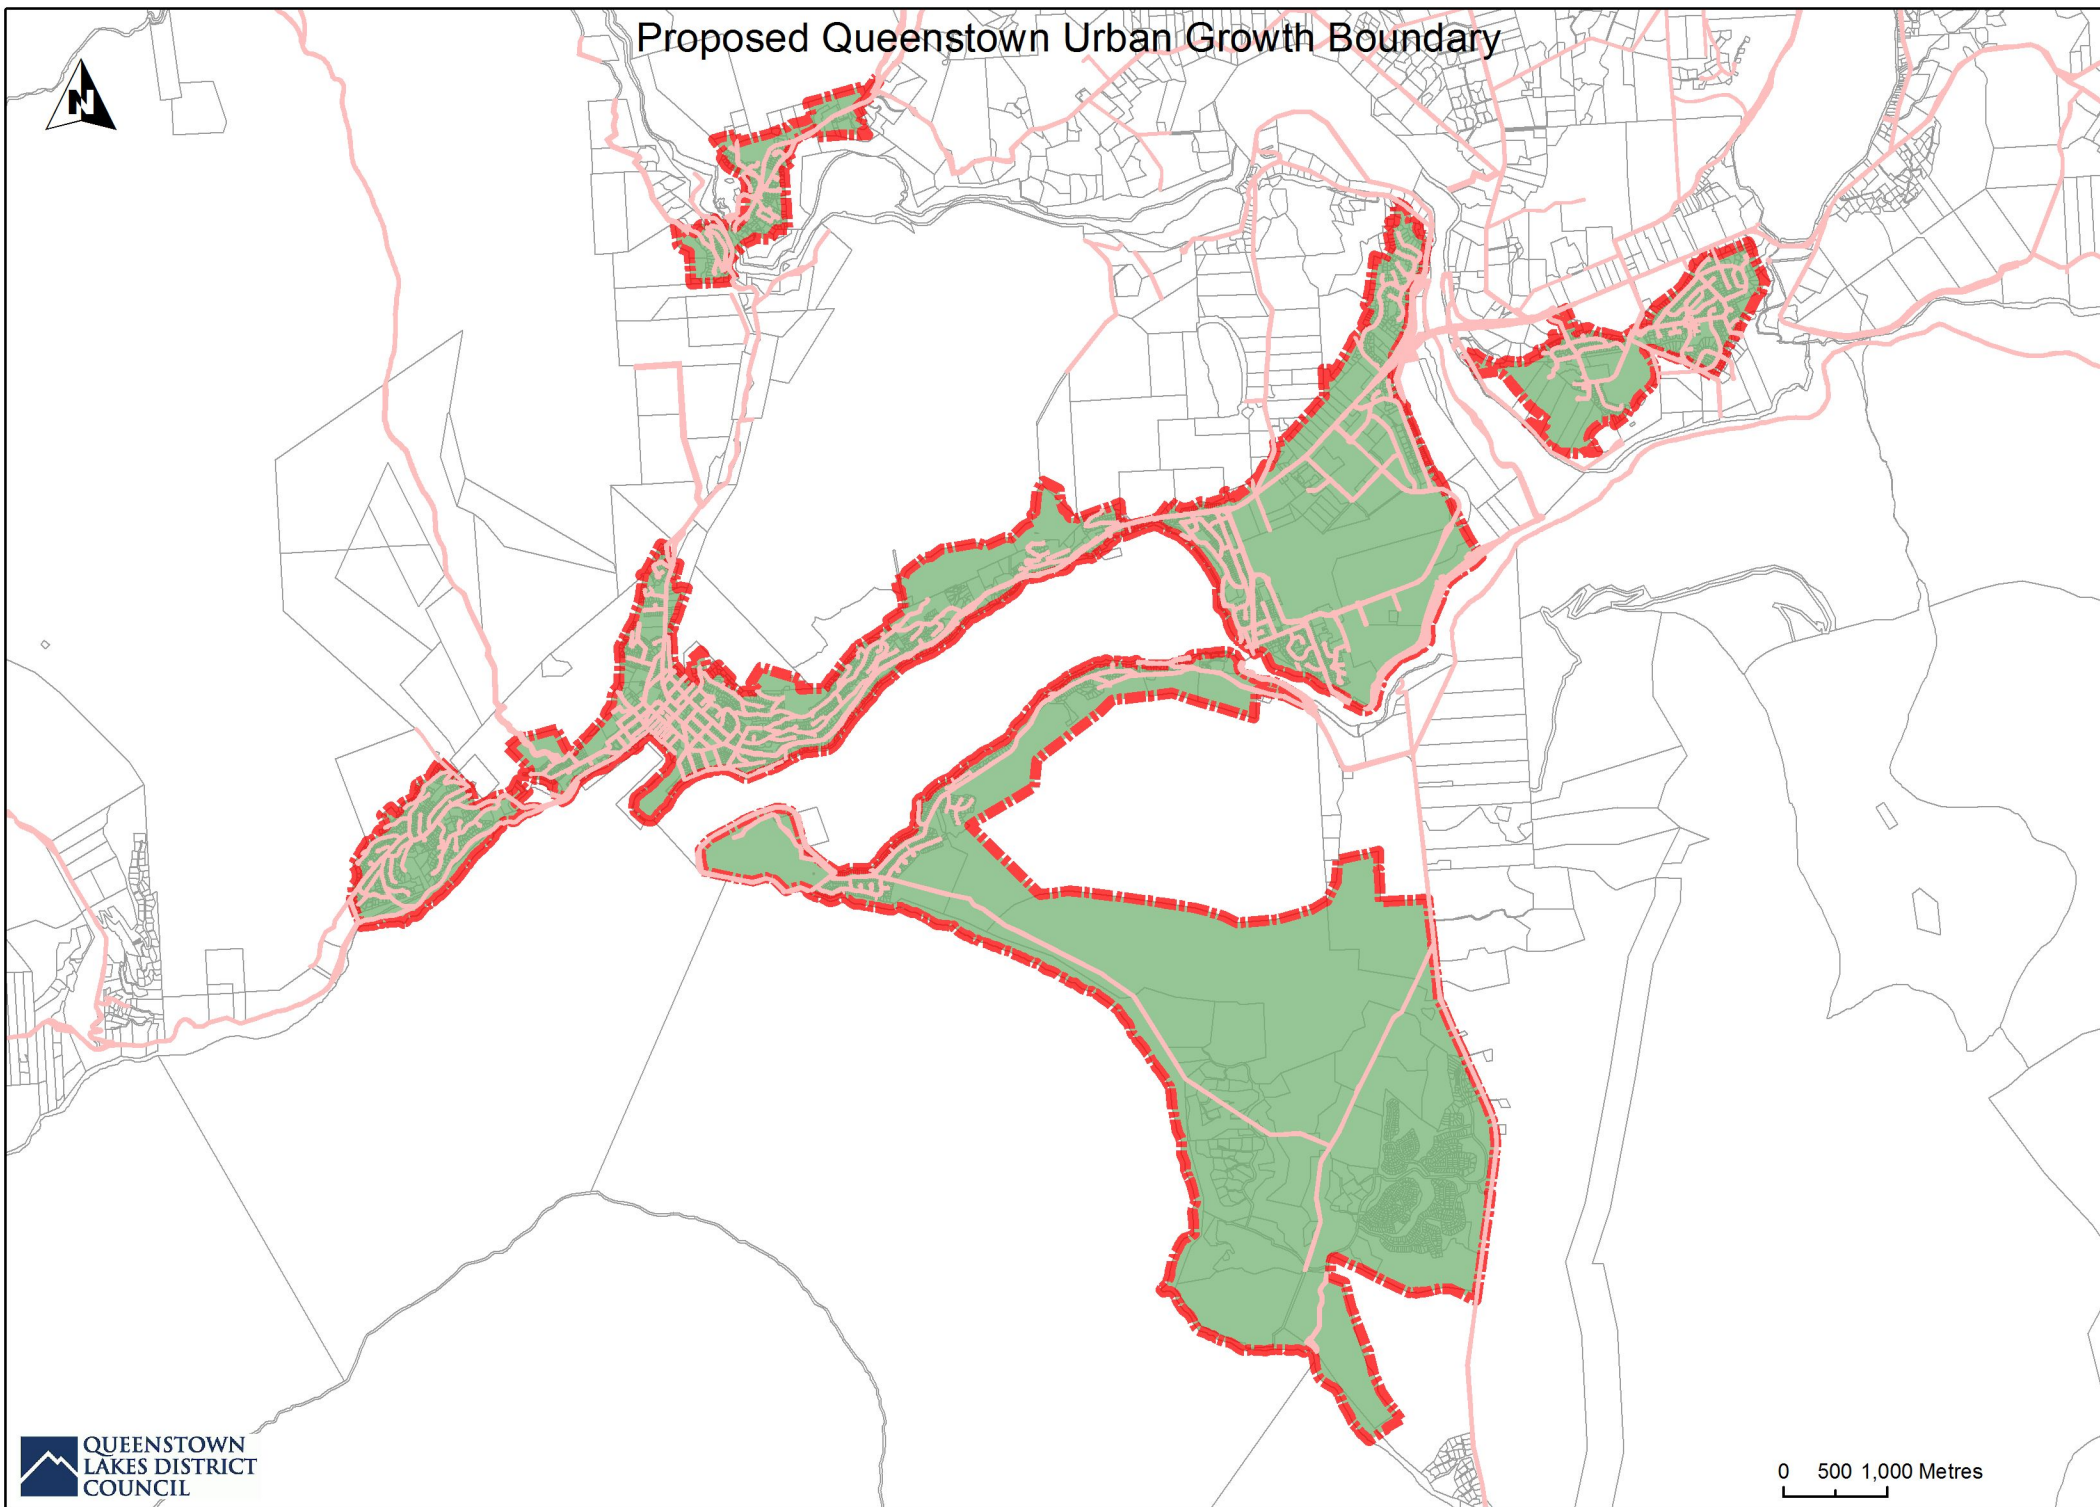 Proposed Queenstown Urban Growth Boundary
N
QUEENSTOWN
LAKES DISTRICT
COUNCIL
0 500 1,000 Metres